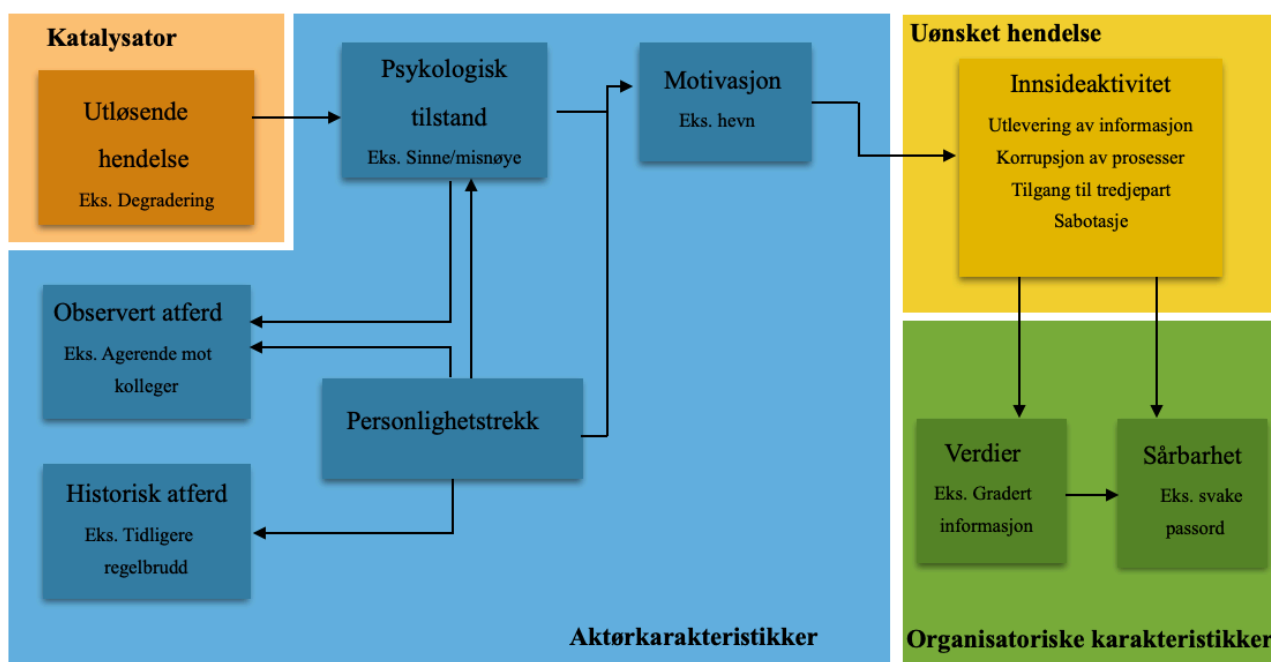 Katalysator
Utløsende
hendelse
Eks. Degradering
Psykologisk
tilstand
Eks. Sinne/misnøye
Motivasjon
Eks. hevn
Uønsket hendelse
Innsideaktivitet
Utlevering av informasjon
Korrupsjon av prosesser
Tilgang til tredjepart
Sabotasje
Observert atferd
Eks. Agerende mot
kolleger
Personlighetstrekk
Historisk atferd
Eks. Tidligere
regelbrudd
Aktørkarakteristikker
Verdier
Eks. Gradert
informasjon
Sårbarhet
Eks. svake
passord
Organisatoriske karakteristikker